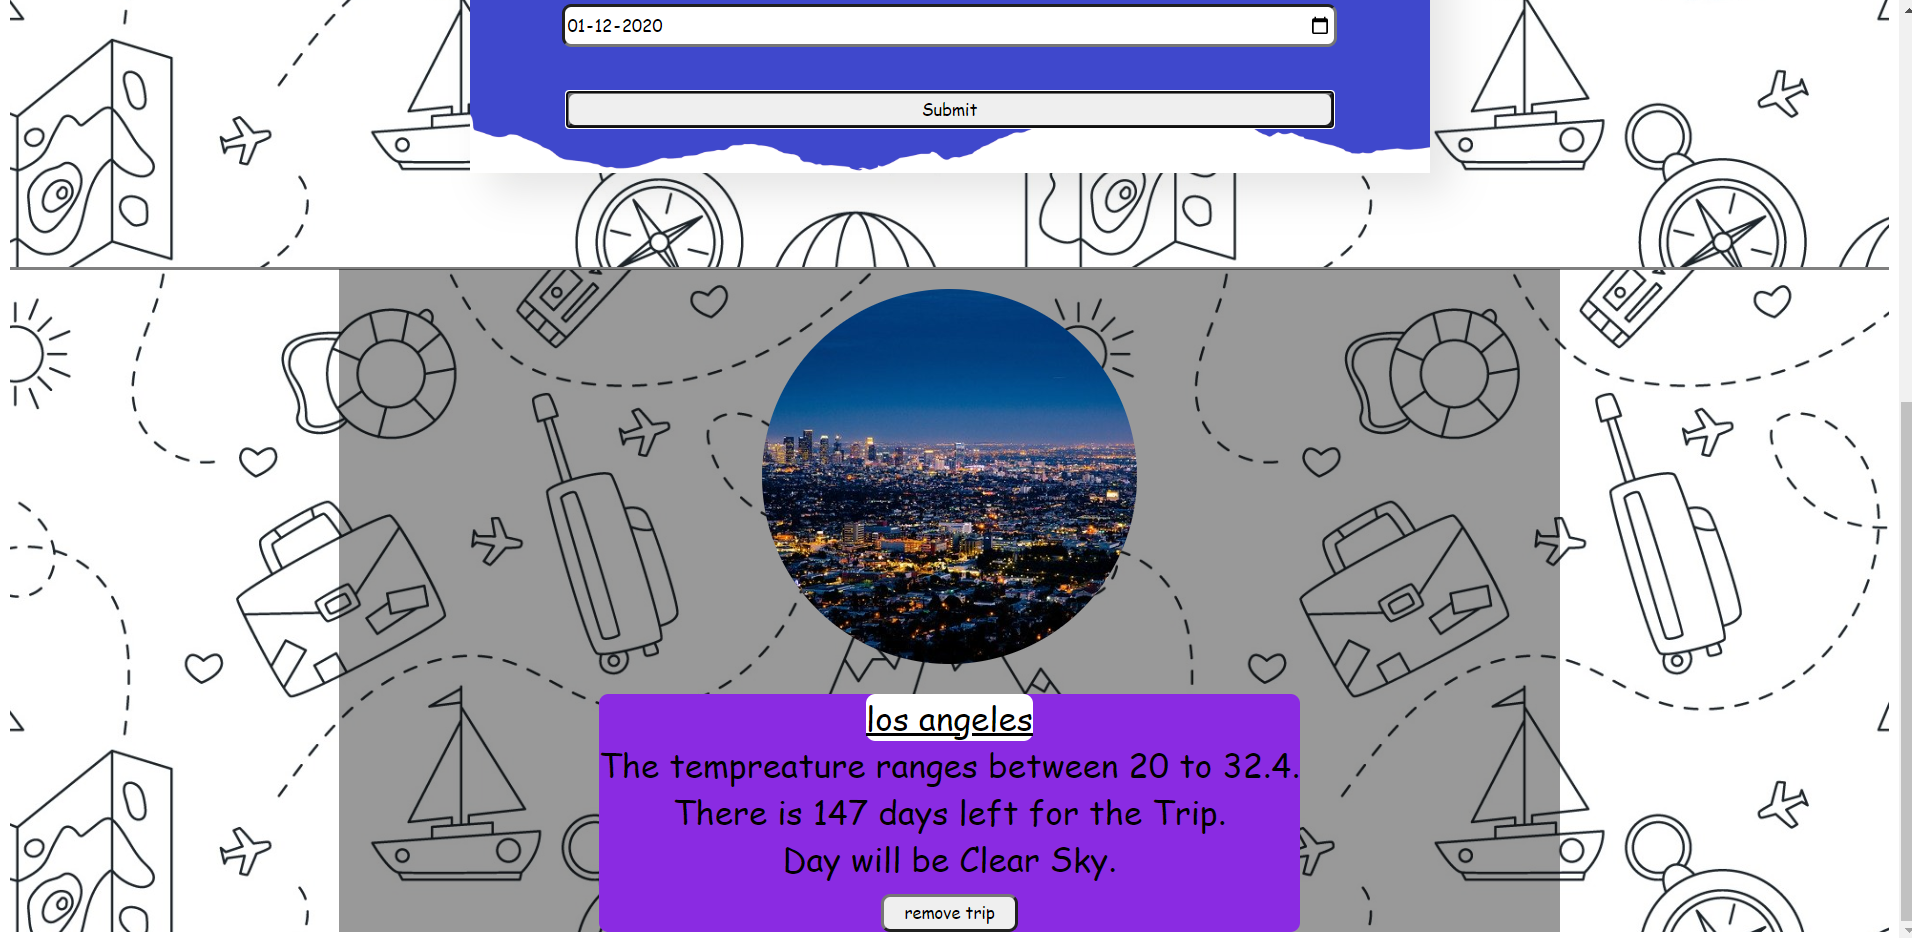 01-12-2020
Submit
los angeles
The tempreature ranges between 20 to 32.4.
There is 147 days left for the Trip.
Day will be Clear Sky.
remove trip